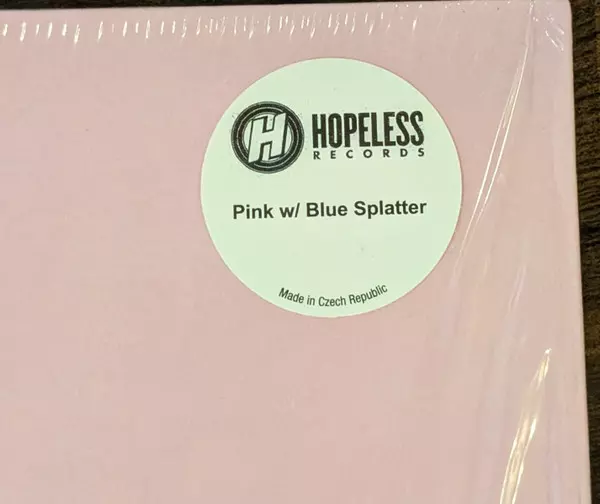 H HOPELESS
RECORDS
Pink w/ Blue Splatter
Made in Czech Republic